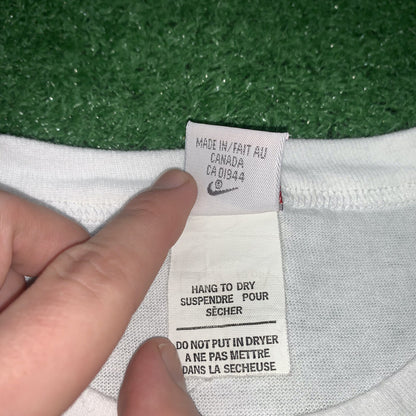 MADE IN/FAIT AU
CANADA
CA 01944
HANG TO DRY
SUSPENDRE POUR
SÈCHER
DO NOT PUT IN DRYER
A NE PAS METTRE
DANS LA SECHEUSE